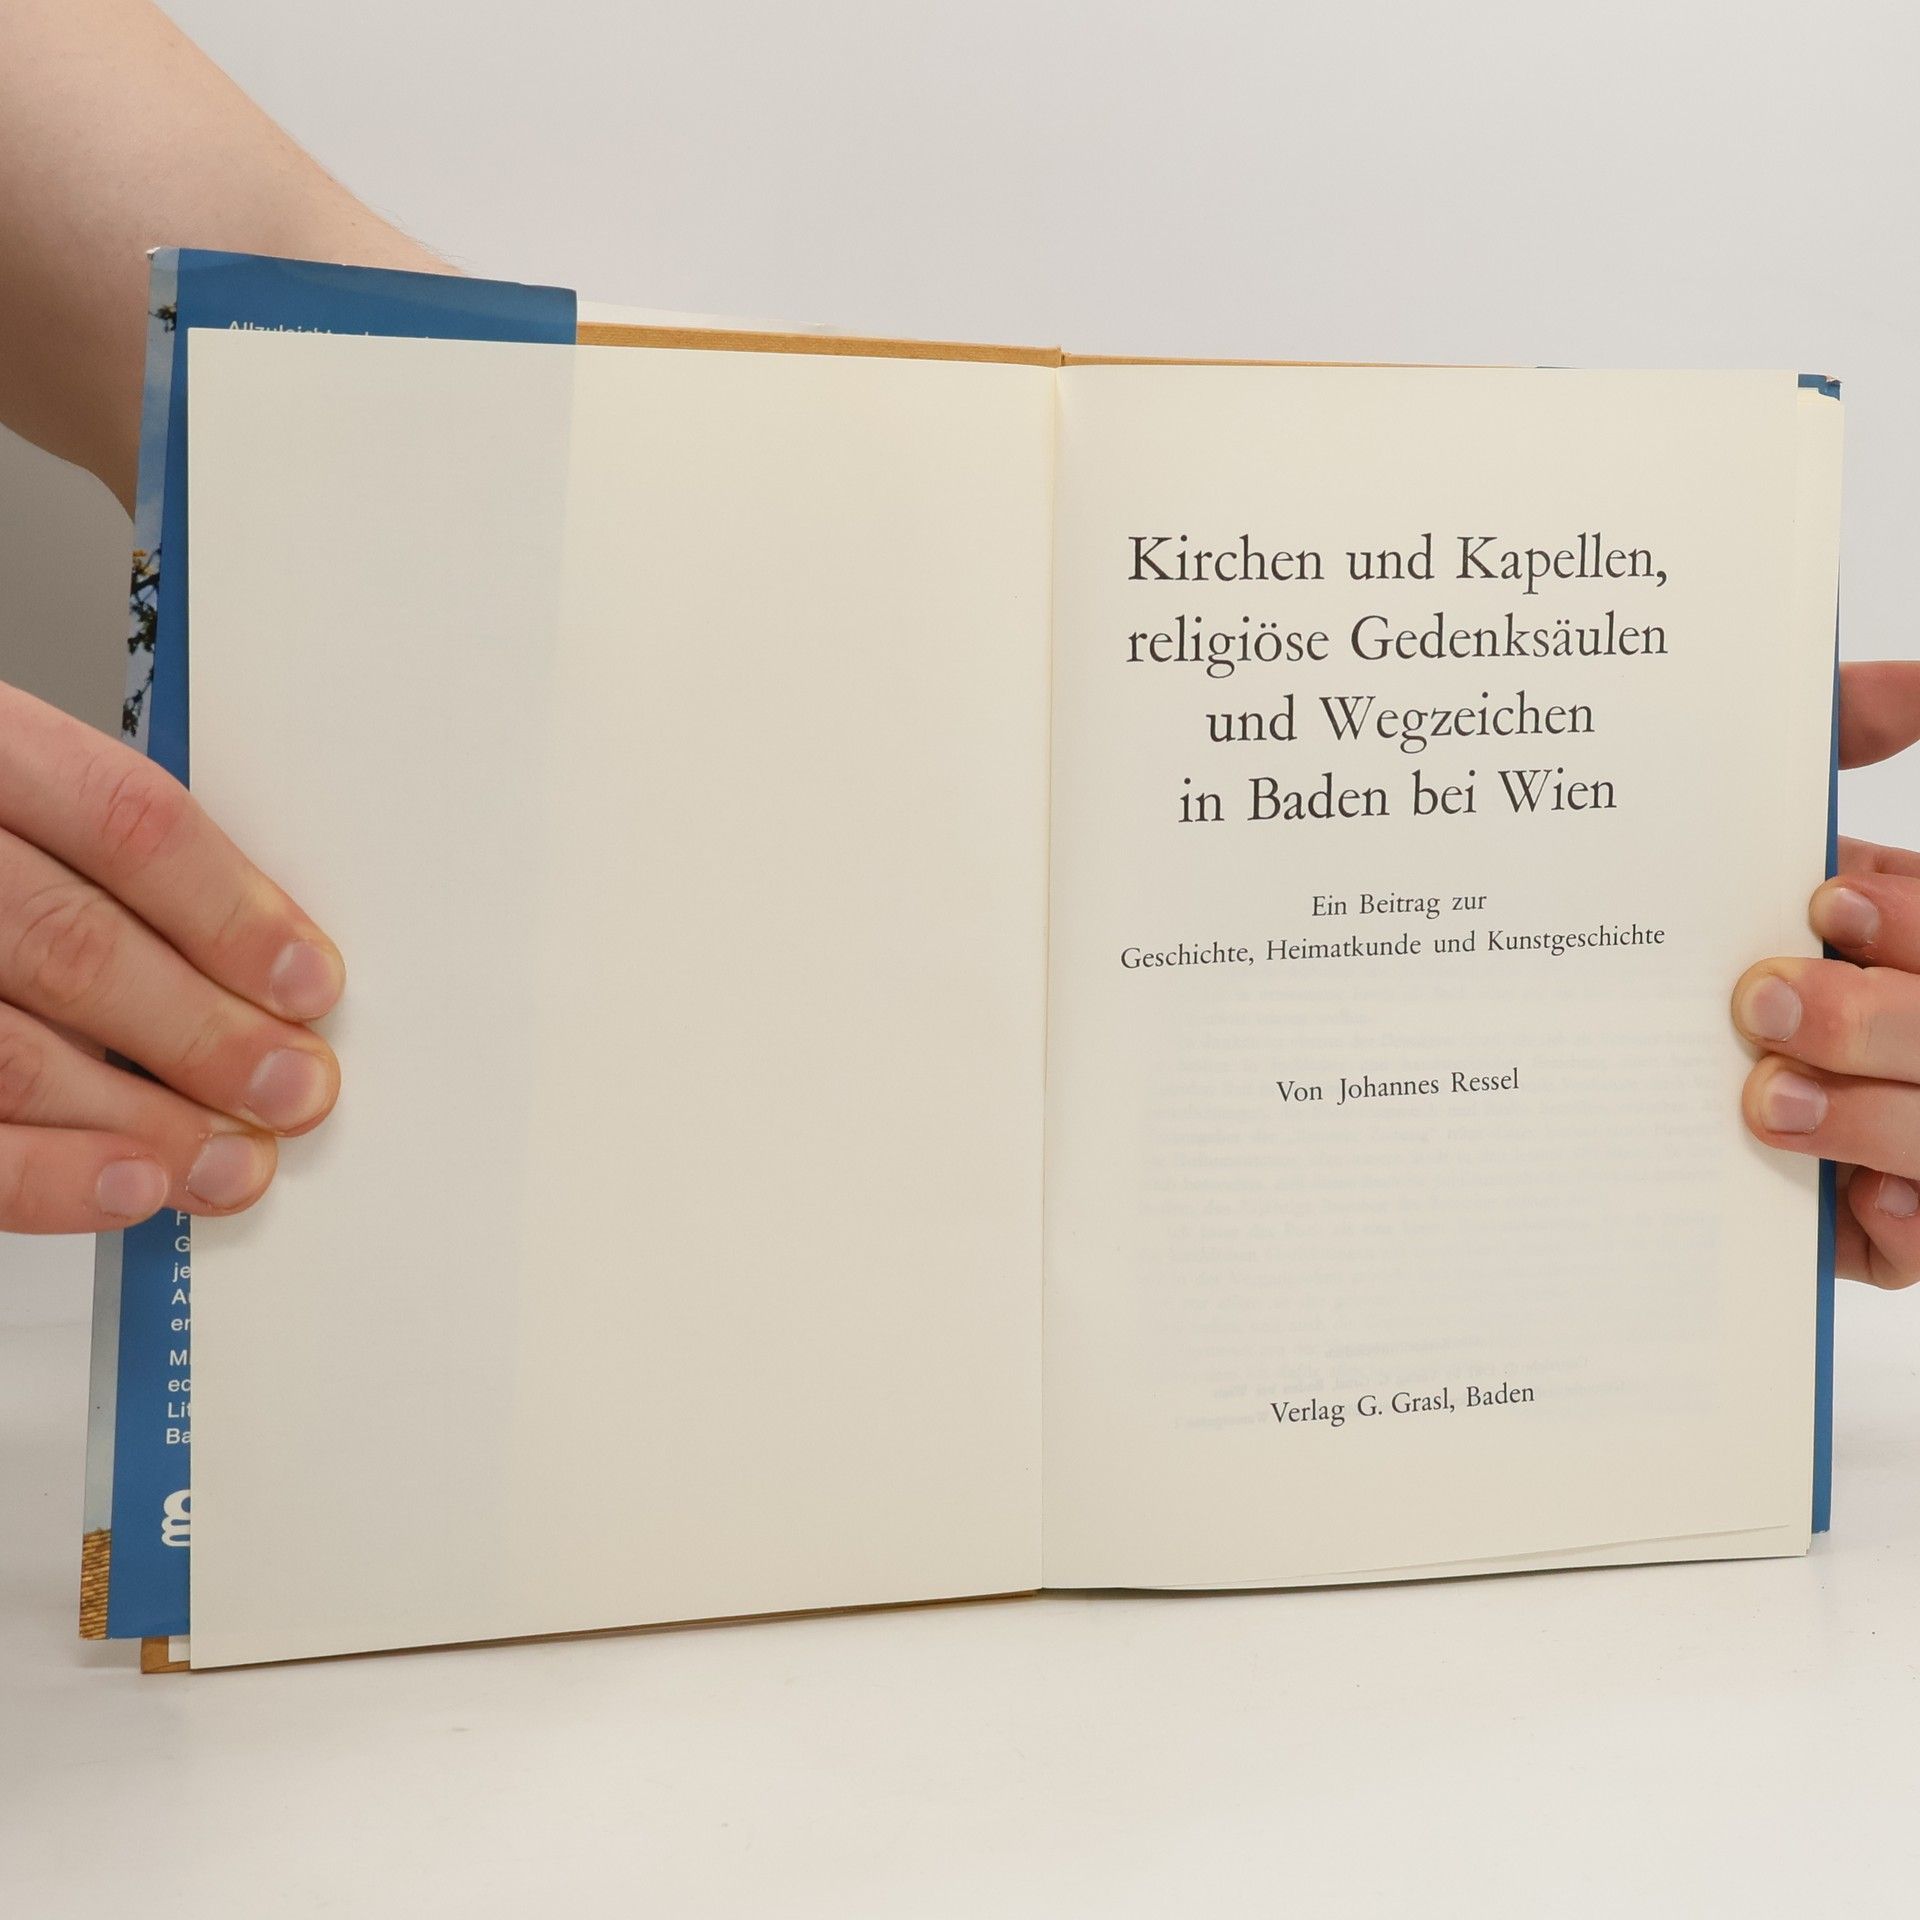 Kirchen und Kapellen,
religiöse Gedenksäulen
und Wegzeichen
in Baden bei Wien
Ein Beitrag zur
Geschichte, Heimatkunde und Kunstgeschichte
Von Johannes Ressel
Verlag G. Grasl, Baden